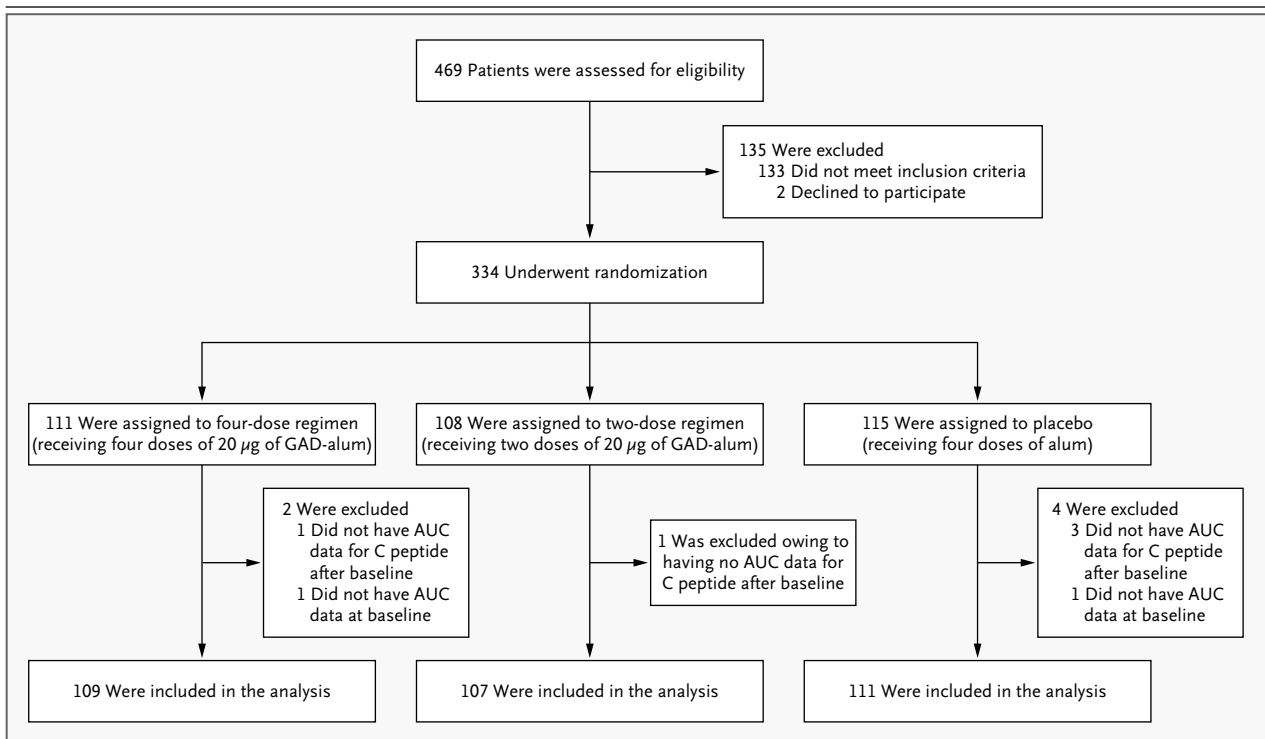 469 Patients were assessed for eligibility
135 Were excluded
133 Did not meet inclusion criteria
2 Declined to participate
334 Underwent randomization
111 Were assigned to four-dose regimen
(receiving four doses of 20 µg of GAD-alum)
108 Were assigned to two-dose regimen
(receiving two doses of 20 µg of GAD-alum)
115 Were assigned to placebo
(receiving four doses of alum)
2 Were excluded
1 Did not have AUC
data for C peptide
after baseline
1 Did not have AUC
data at baseline
1 Was excluded owing to
having no AUC data for
C peptide after baseline
4 Were excluded
3 Did not have AUC
data for C peptide
after baseline
1 Did not have AUC
data at baseline
109 Were included in the analysis
107 Were included in the analysis
111 Were included in the analysis